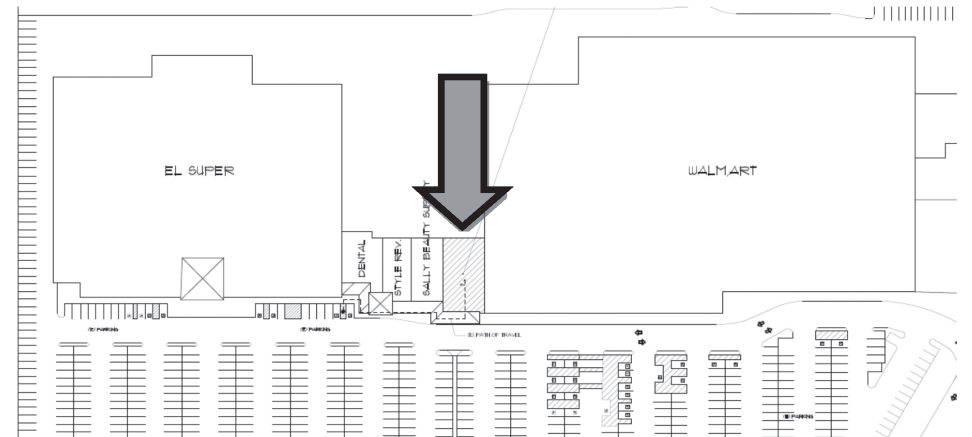 EL SUPER
WALMART
DENTAL
STYLE REV.
SALLY BEAUTY SUPPLY
(E) PARKING
(E) PARKING
(E) PATH OF TRAVEL
(E) PARKING